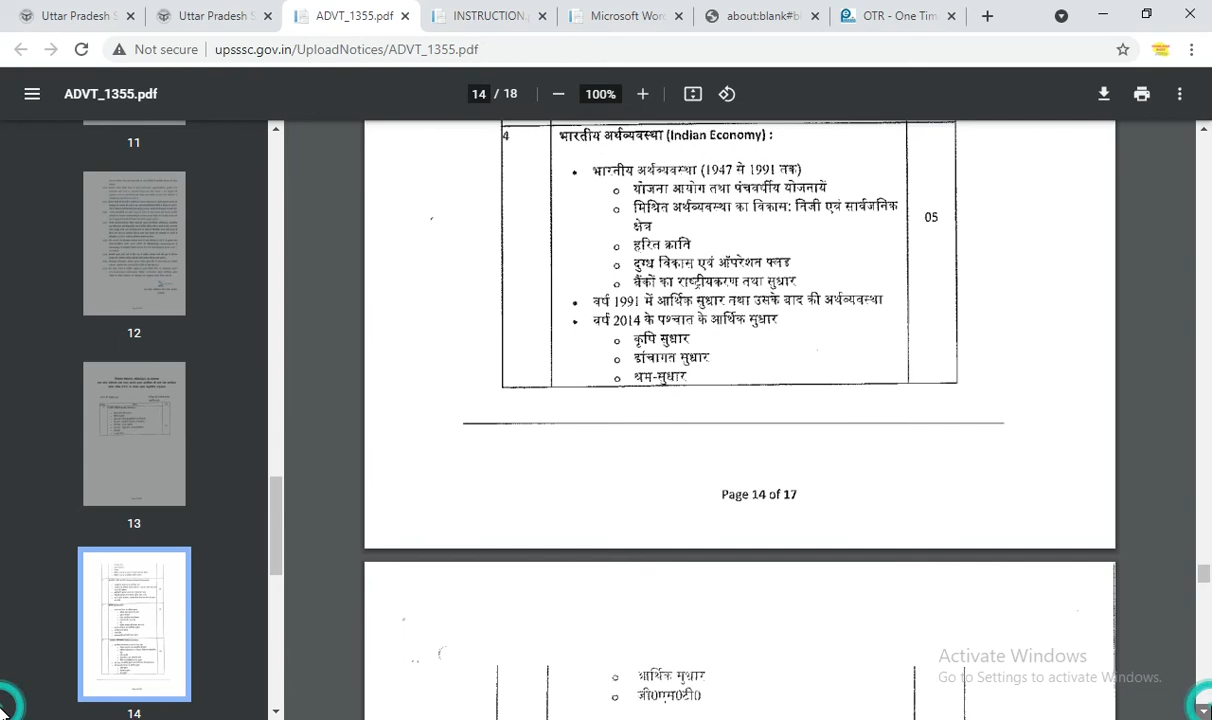 Uttar Pradesh S
Uttar Pradesh S
ADVT_1355.pdf
INSTRUCTION.
Microsoft Wor
about:blank#b
OTR - One Tim
Not secure
upsssc.gov.in/UploadNotices/ADVT_1355.pdf
ADVT_1355.pdf
14 / 18
100%
11
12
13
14
4
भारतीय अर्थव्यवस्था (Indian Economy) :
भारतीय अर्थव्यवस्था (1947 से 1991 तक)
योजना आयोग तथा पंचवर्षीय योजनायें
मिश्रित अर्थव्यवस्था का विकास: निजी एवं सार्वजनिक
क्षेत्र
05
हरित क्रांति
दुग्ध विकास एवं ऑपरेशन फ्लड
बैंकों का राष्ट्रीयकरण तथा सुधार
वर्ष 1991 में आर्थिक सुधार तथा उसके बाद की अर्थव्यवस्था
वर्ष 2014 के पश्चात के आर्थिक सुधार
कृषि सुधार
ढांचागत सुधार
श्रम-सुधार
Page 14 of 17
आर्थिक सुधार
जी0एस0टी0
Activate Windows
Go to Settings to activate Windows.